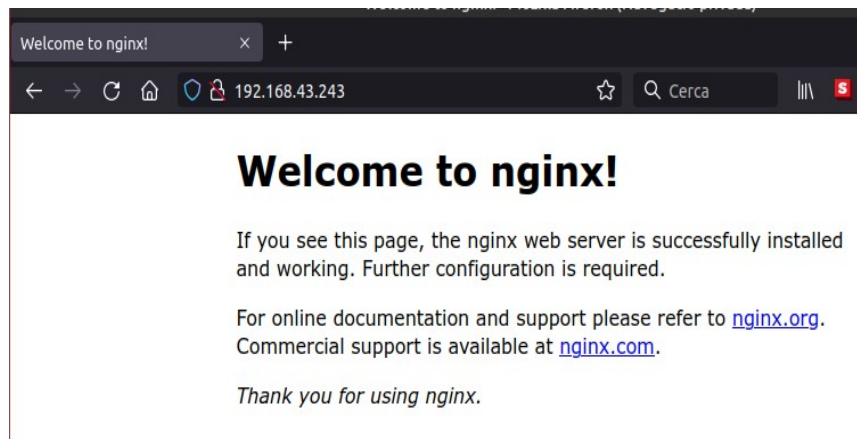 Welcome to nginx!
192.168.43.243
Cerca
S
Welcome to nginx!
If you see this page, the nginx web server is successfully installed
and working. Further configuration is required.
For online documentation and support please refer to nginx.org.
Commercial support is available at nginx.com.
Thank you for using nginx.